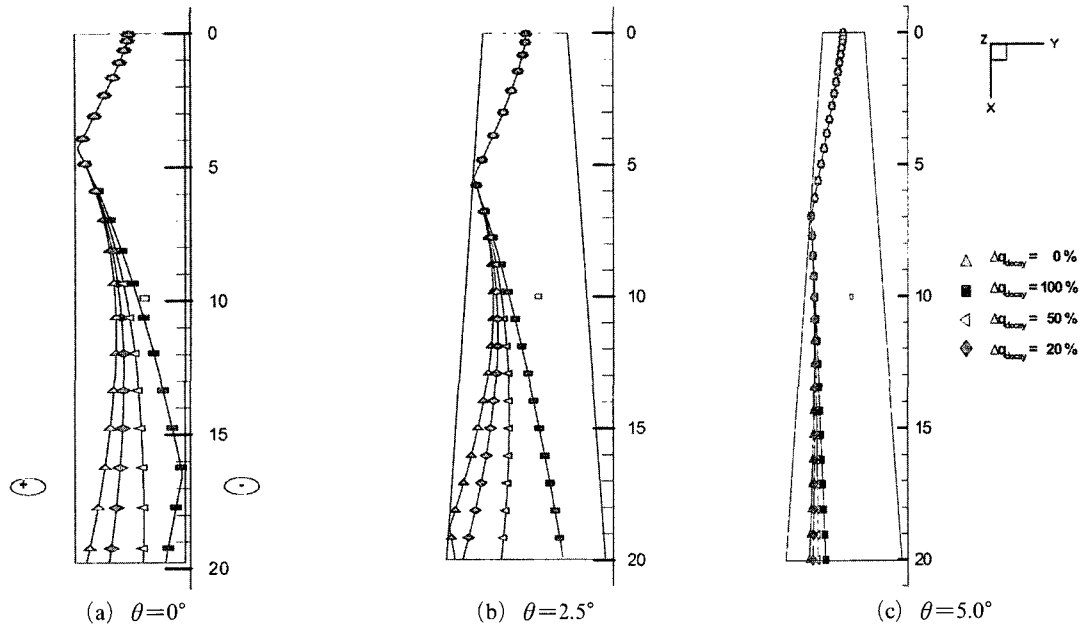 0
5
10
15
20
+
-
(a) θ=0°
0
5
10
15
20
(b) θ=2.5°
0
5
10
15
20
(c) θ=5.0°
Z
Y
X
Δq_decay = 0 %
Δq_decay = 100 %
Δq_decay = 50 %
Δq_decay = 20 %